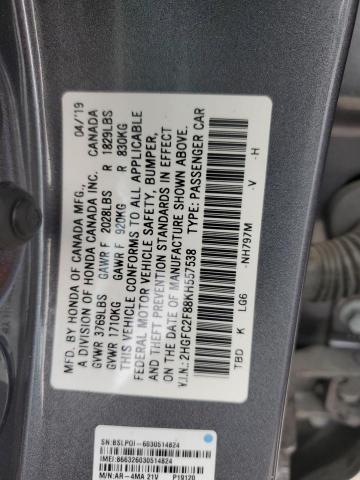 MFD. BY HONDA OF CANADA MFG., 04/'19
A DIVISION OF HONDA CANADA INC. CANADA
GVWR 3769LBS GAWR F 2028LBS R 1829LBS
GVWR 1710KG GAWR F 920KG R 830KG
THIS VEHICLE CONFORMS TO ALL APPLICABLE
FEDERAL MOTOR VEHICLE SAFETY, BUMPER,
AND THEFT PREVENTION STANDARDS IN EFFECT
ON THE DATE OF MANUFACTURE SHOWN ABOVE.
V.I.N.: 2HGFC2F88KH557538 TYPE: PASSENGER CAR
TBD K LG6 -NH797M -V -H
SN:BSLPOI-6030514824
IMEI:866326030514824
M/N:AR-4MA 21V P19120